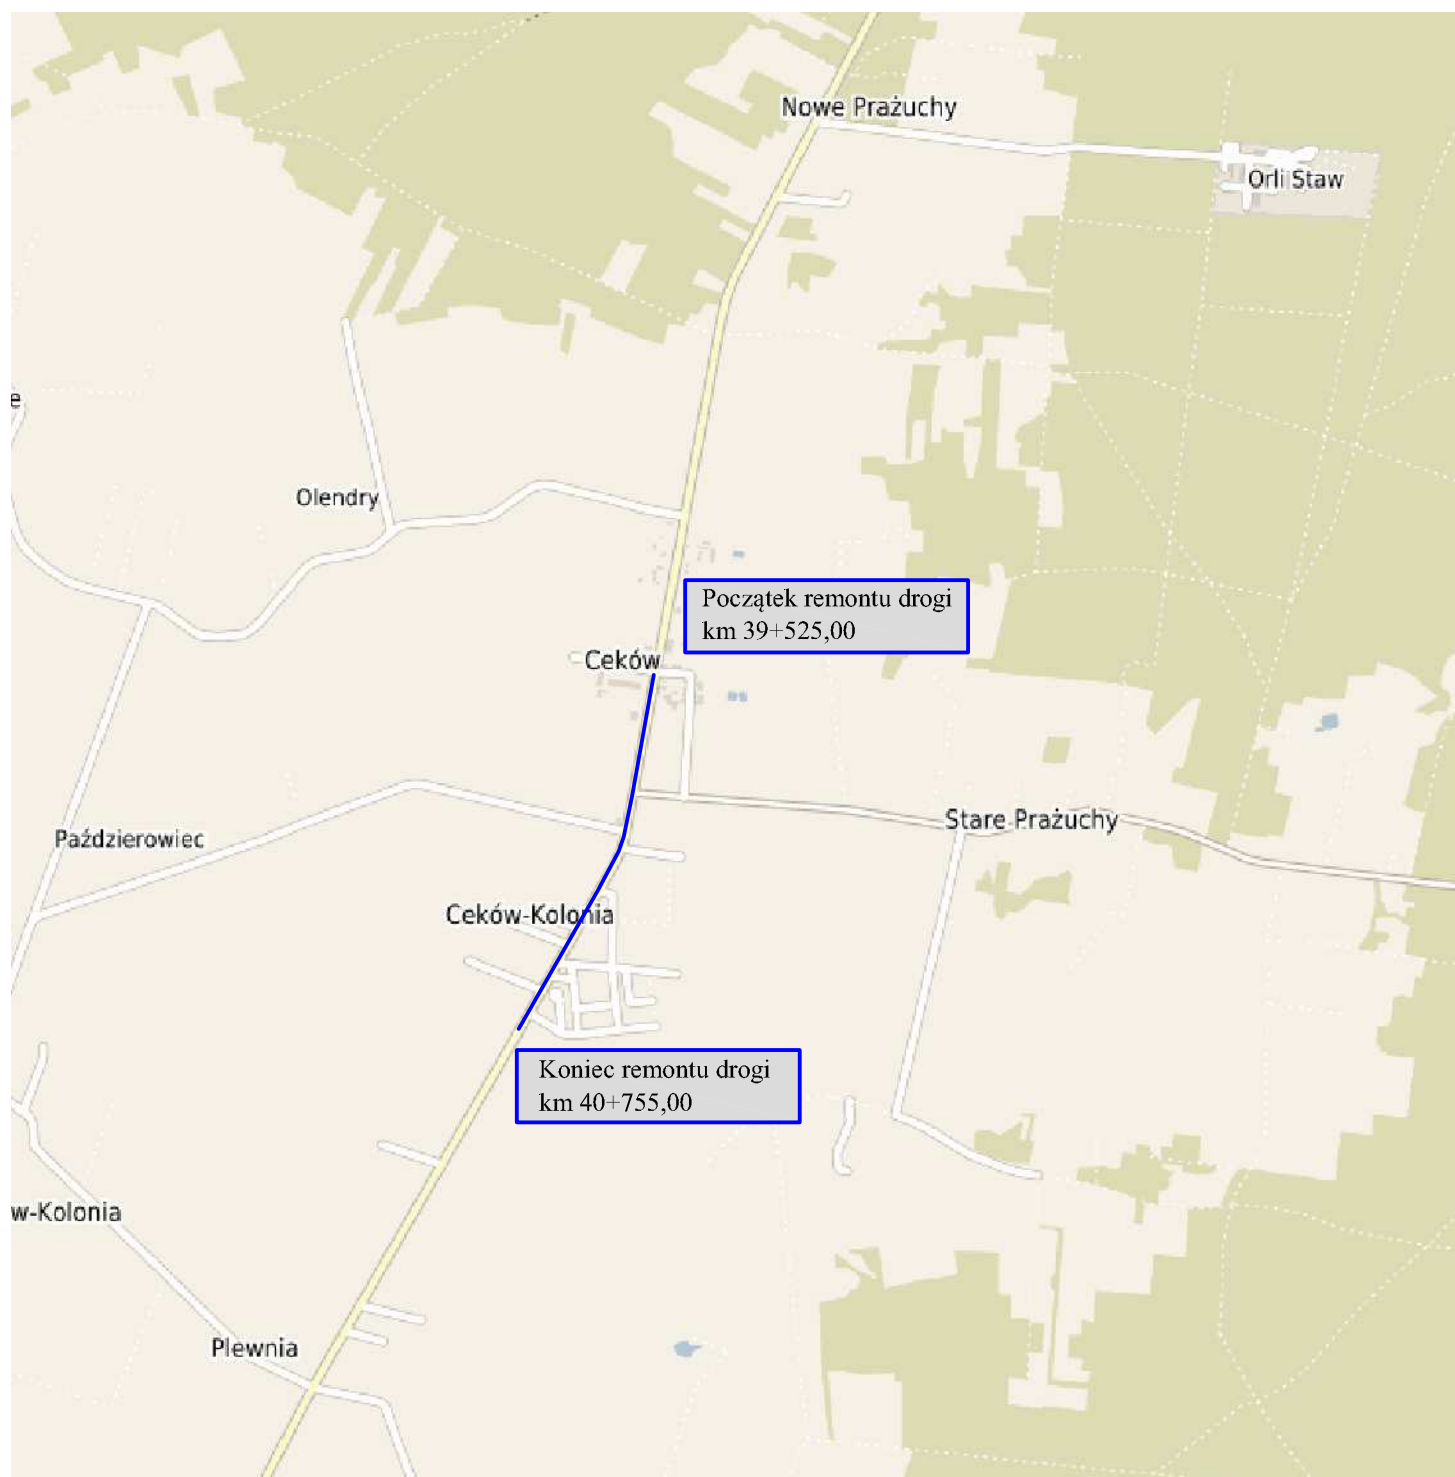 Nowe Prażuchy
Orli Staw
e
Olendry
Początek remontu drogi
km 39+525,00
Ceków
Stare Prażuchy
Paździerowiec
Ceków-Kolonia
Koniec remontu drogi
km 40+755,00
w-Kolonia
Plewnia